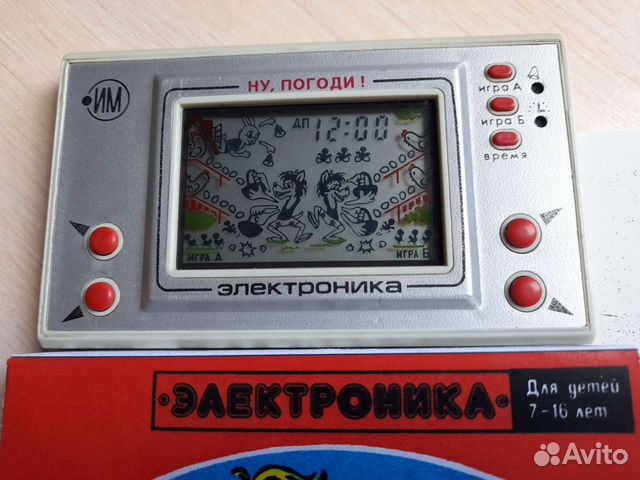 ИМ
НУ, ПОГОДИ!
игра А
игра Б
время
ДП 12:00
ИГРА А
ИГРА Б
электроника
·ЭЛЕКТРОНИКА·
Для детей
7-16 лет
Avito